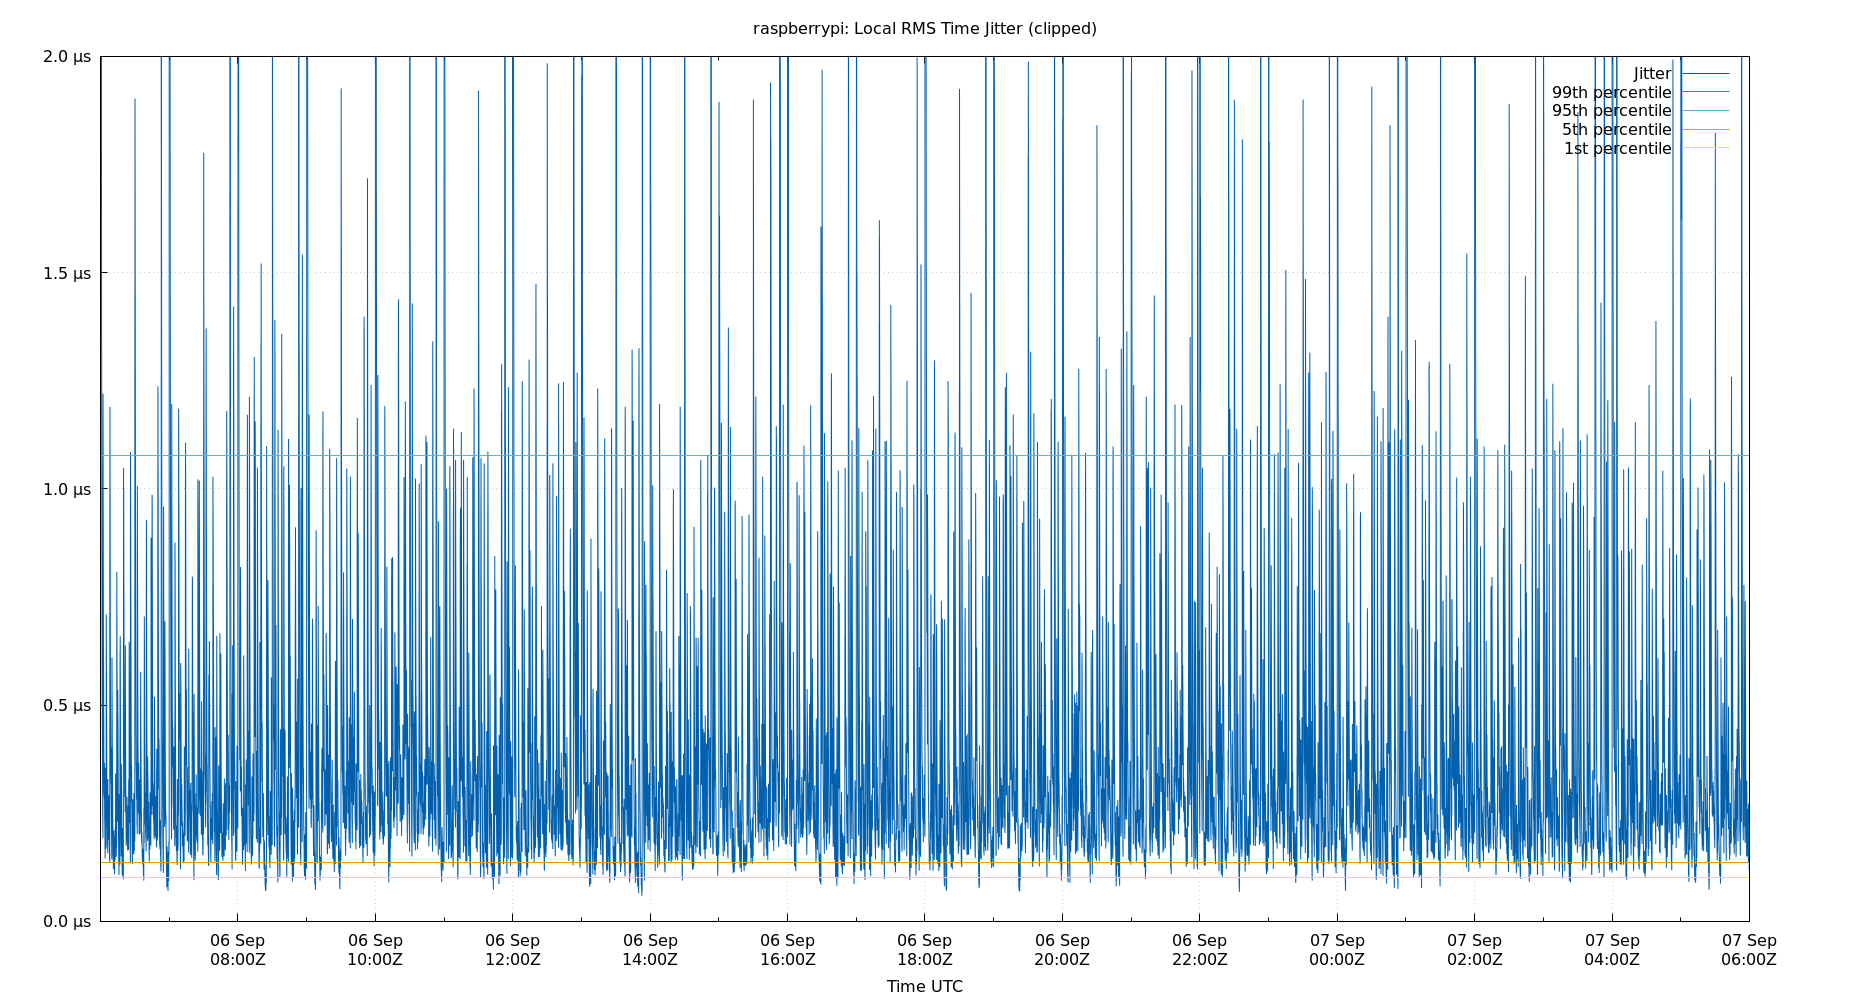 raspberrypi: Local RMS Time Jitter (clipped)
2.0 μs
1.5 μs
1.0 μs
0.5 μs
0.0 μs
Jitter
99th percentile
95th percentile
5th percentile
1st percentile
06 Sep 06 Sep 06 Sep 06 Sep 06 Sep 06 Sep 06 Sep 06 Sep 07 Sep 07 Sep 07 Sep 07 Sep
08:00Z 10:00Z 12:00Z 14:00Z 16:00Z 18:00Z 20:00Z 22:00Z 00:00Z 02:00Z 04:00Z 06:00Z
Time UTC